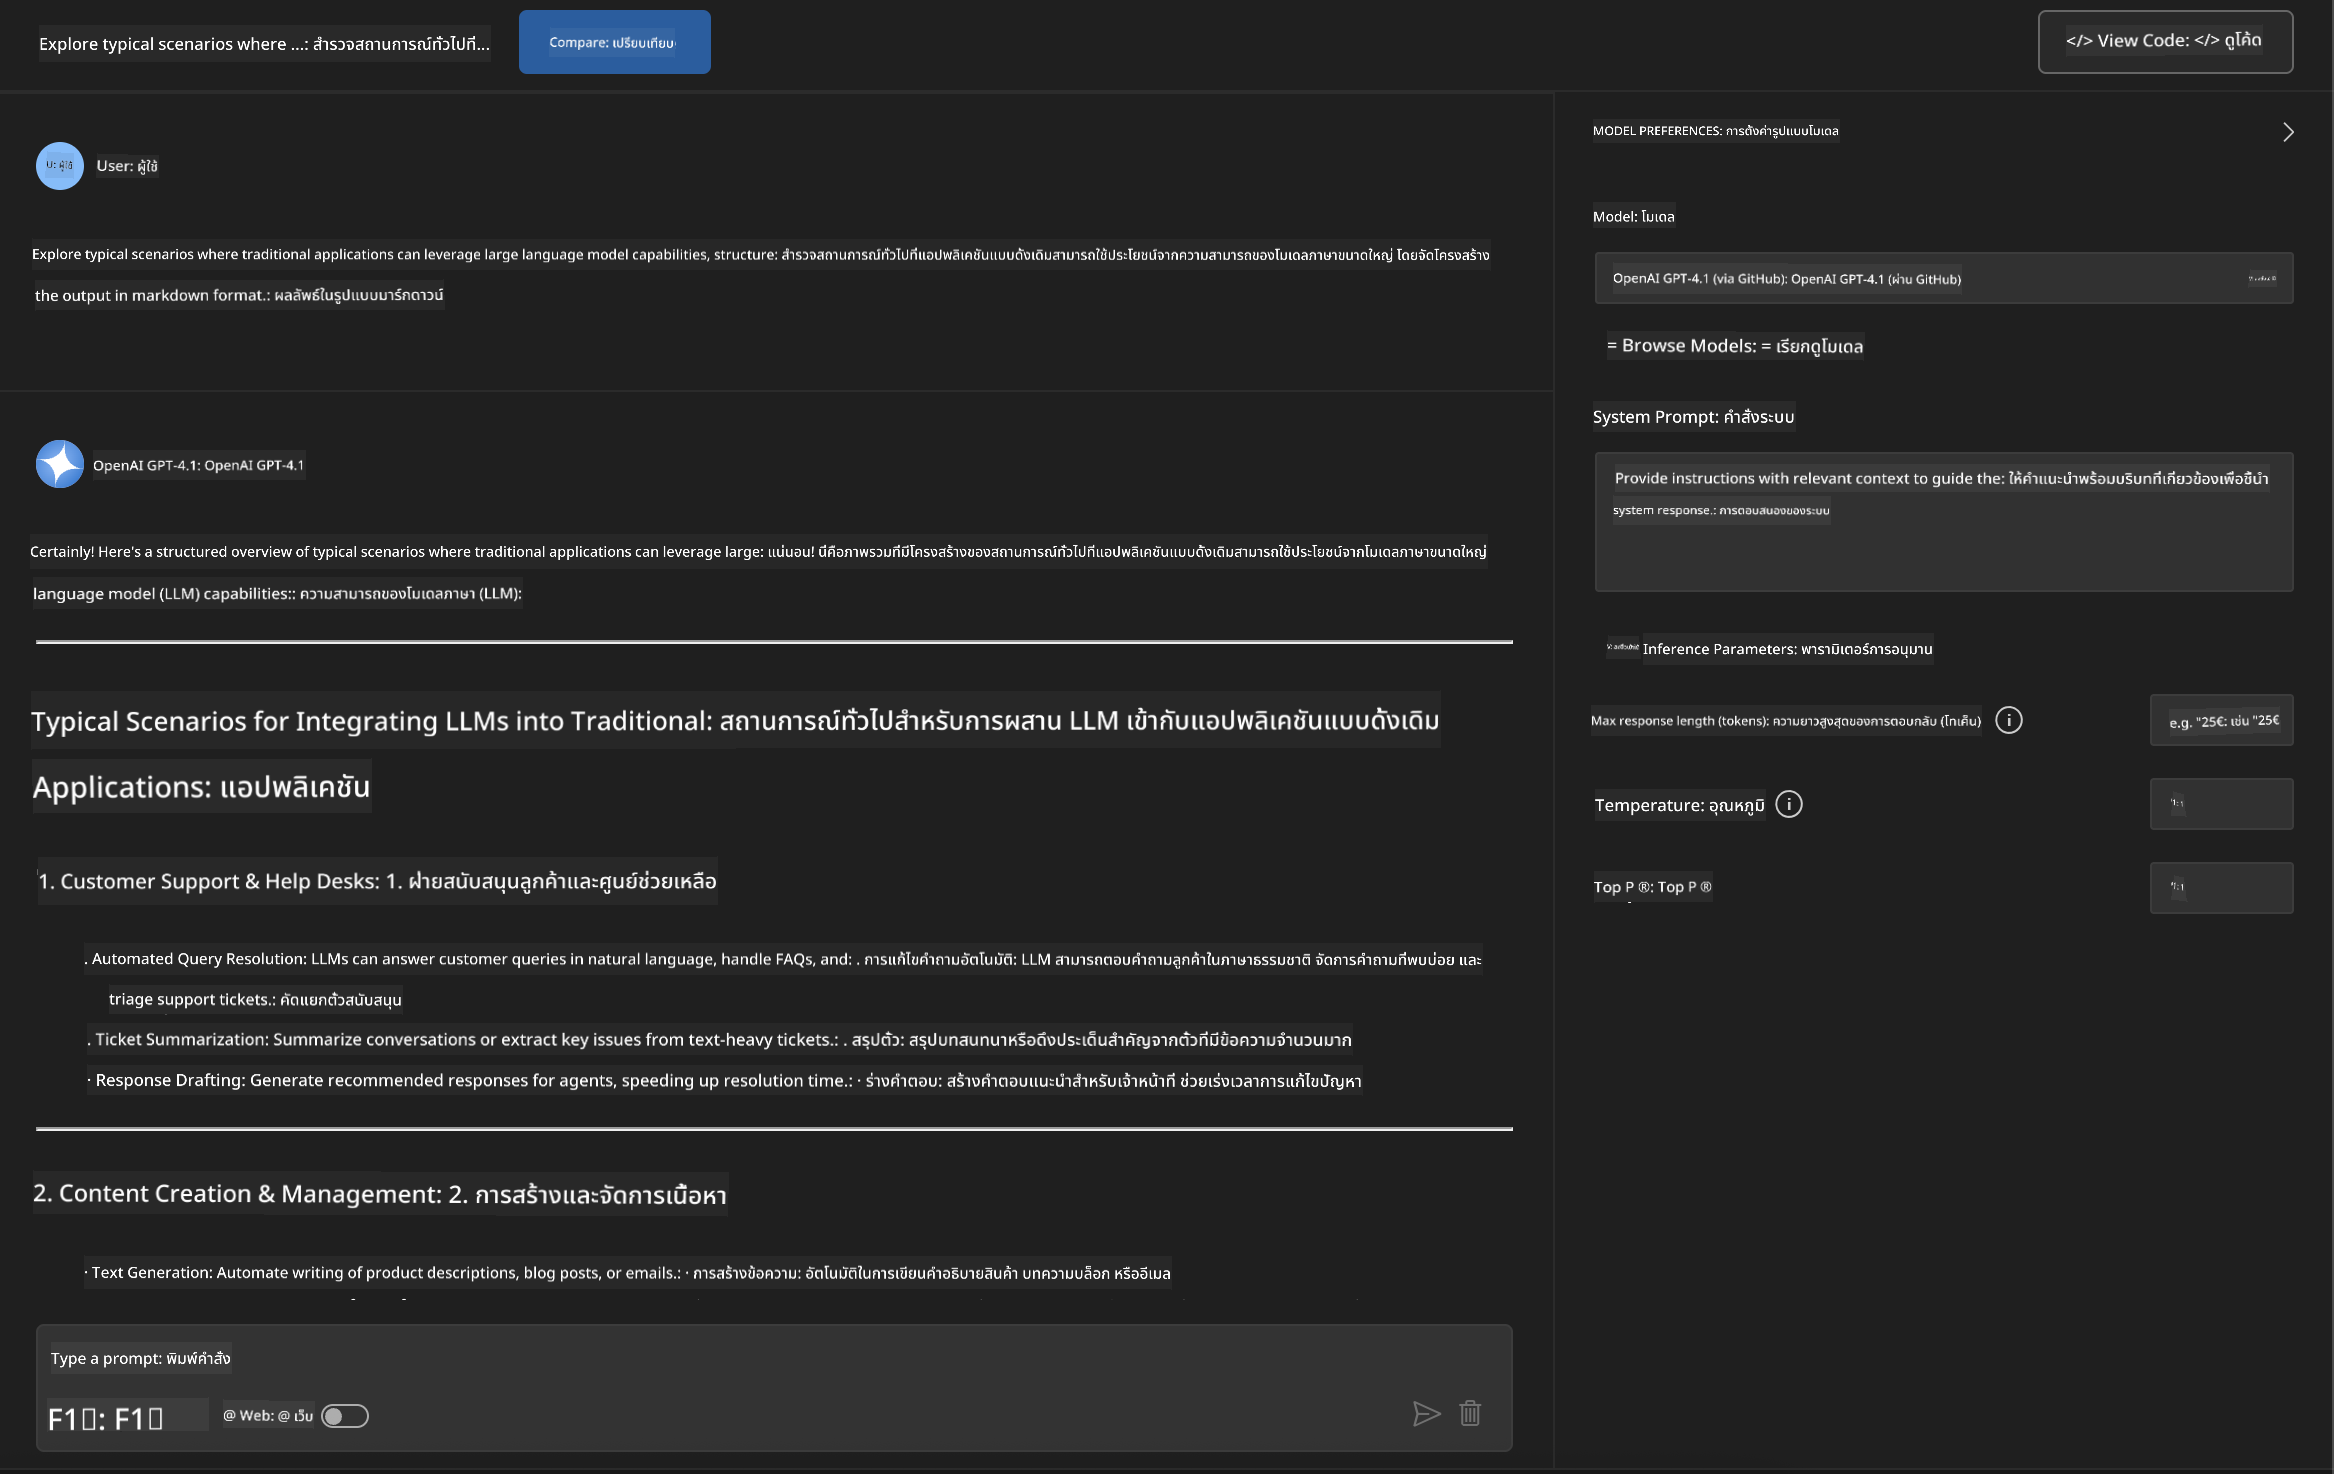 Explore typical scenarios where ...: สำรวจสถานการณ์ทั่วไปที่...
Compare: เปรียบเทียบ
</> View Code: </> ดูโค้ด
U: ผู้ใช้
User: ผู้ใช้
Explore typical scenarios where traditional applications can leverage large language model capabilities, structure: สำรวจสถานการณ์ทั่วไปที่แอปพลิเคชันแบบดั้งเดิมสามารถใช้ประโยชน์จากความสามารถของโมเดลภาษาขนาดใหญ่ โดยจัดโครงสร้าง
the output in markdown format.: ผลลัพธ์ในรูปแบบมาร์กดาวน์
OpenAI GPT-4.1: OpenAI GPT-4.1
Certainly! Here's a structured overview of typical scenarios where traditional applications can leverage large: แน่นอน! นี่คือภาพรวมที่มีโครงสร้างของสถานการณ์ทั่วไปที่แอปพลิเคชันแบบดั้งเดิมสามารถใช้ประโยชน์จากโมเดลภาษาขนาดใหญ่
language model (LLM) capabilities:: ความสามารถของโมเดลภาษา (LLM):
Typical Scenarios for Integrating LLMs into Traditional: สถานการณ์ทั่วไปสำหรับการผสาน LLM เข้ากับแอปพลิเคชันแบบดั้งเดิม
Applications: แอปพลิเคชัน
1. Customer Support & Help Desks: 1. ฝ่ายสนับสนุนลูกค้าและศูนย์ช่วยเหลือ
. Automated Query Resolution: LLMs can answer customer queries in natural language, handle FAQs, and: . การแก้ไขคำถามอัตโนมัติ: LLM สามารถตอบคำถามลูกค้าในภาษาธรรมชาติ จัดการคำถามที่พบบ่อย และ
triage support tickets.: คัดแยกตั๋วสนับสนุน
. Ticket Summarization: Summarize conversations or extract key issues from text-heavy tickets.: . สรุปตั๋ว: สรุปบทสนทนาหรือดึงประเด็นสำคัญจากตั๋วที่มีข้อความจำนวนมาก
· Response Drafting: Generate recommended responses for agents, speeding up resolution time.: · ร่างคำตอบ: สร้างคำตอบแนะนำสำหรับเจ้าหน้าที่ ช่วยเร่งเวลาการแก้ไขปัญหา
2. Content Creation & Management: 2. การสร้างและจัดการเนื้อหา
· Text Generation: Automate writing of product descriptions, blog posts, or emails.: · การสร้างข้อความ: อัตโนมัติในการเขียนคำอธิบายสินค้า บทความบล็อก หรืออีเมล
Type a prompt: พิมพ์คำสั่ง
F1: F1
@ Web: @ เว็บ
MODEL PREFERENCES: การตั้งค่ารูปแบบโมเดล
Model: โมเดล
OpenAI GPT-4.1 (via GitHub): OpenAI GPT-4.1 (ผ่าน GitHub)
= Browse Models: = เรียกดูโมเดล
System Prompt: คำสั่งระบบ
Provide instructions with relevant context to guide the: ให้คำแนะนำพร้อมบริบทที่เกี่ยวข้องเพื่อชี้นำ
system response.: การตอบสนองของระบบ
Inference Parameters: พารามิเตอร์การอนุมาน
Max response length (tokens): ความยาวสูงสุดของการตอบกลับ (โทเค็น)
e.g. "25€: เช่น "25€
Temperature: อุณหภูมิ
Top P ®: Top P ®